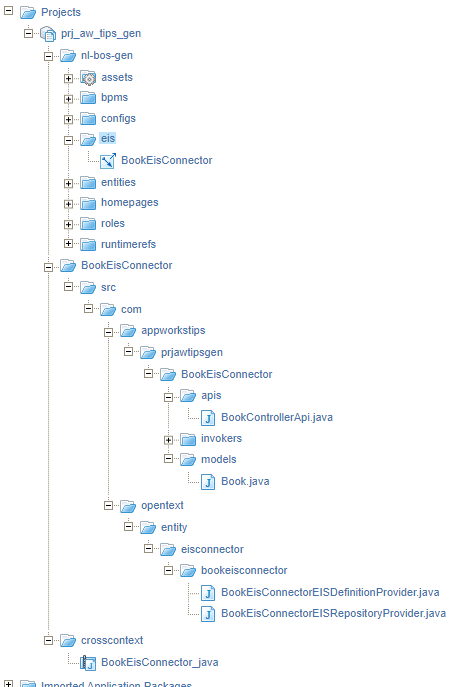 Projects
prj_aw_tips_gen
nl-bos-gen
assets
bpms
configs
eis
BookEisConnector
entities
homepages
roles
runtimerefs
BookEisConnector
src
com
appworkstips
prjawtipsgen
BookEisConnector
apis
BookControllerApi.java
invokers
models
Book.java
opentext
entity
eisconnector
bookeisconnector
BookEisConnectorEISDefinitionProvider.java
BookEisConnectorEISRepositoryProvider.java
crosscontext
BookEisConnector_java
Imported Application Packages